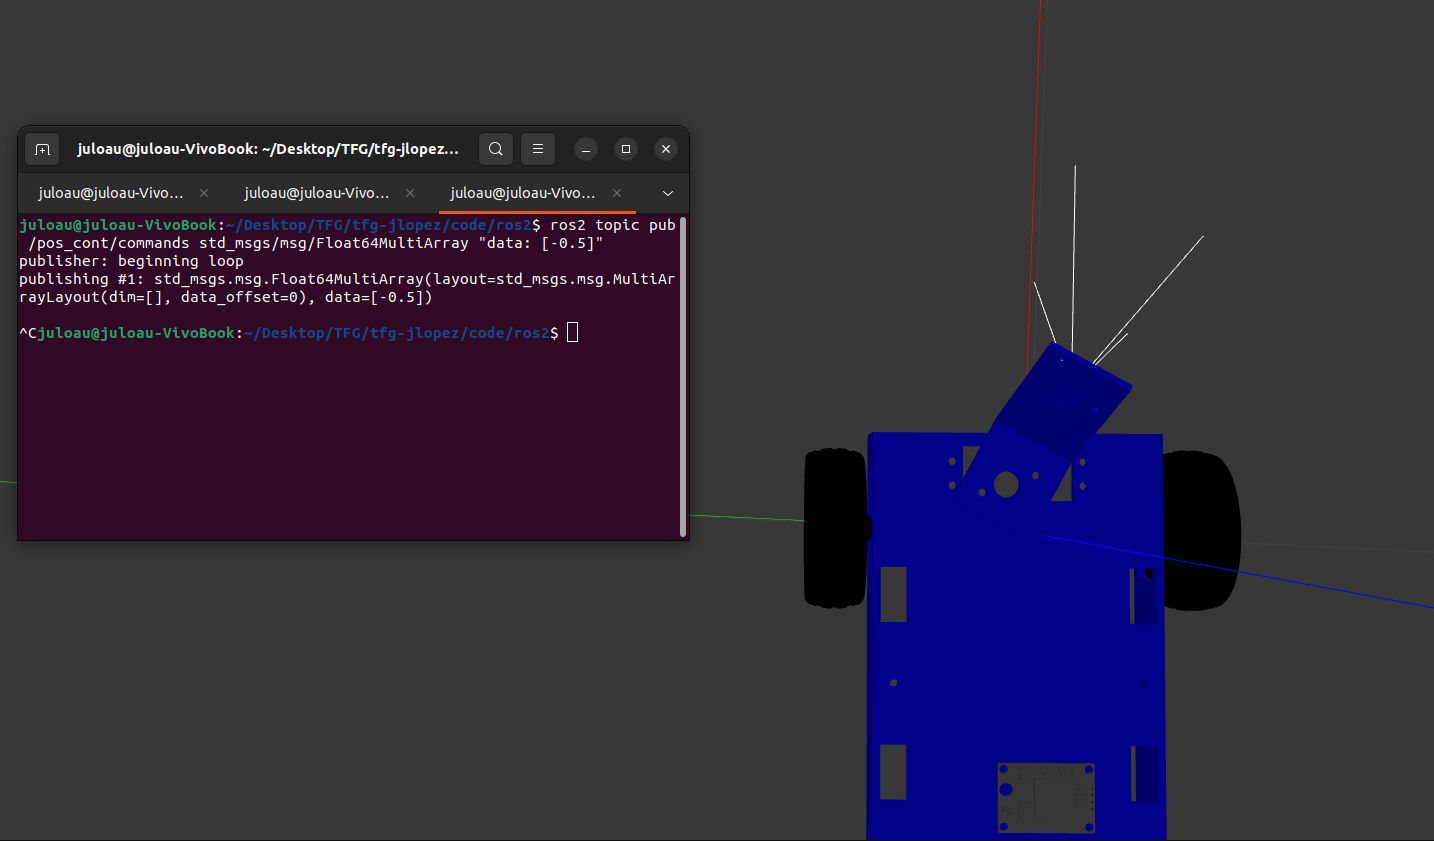 juloau@juloau-VivoBook: ~/Desktop/TFG/tfg-jlopez...
juloau@juloau-Vivo... juloau@juloau-Vivo... juloau@juloau-Vivo...
juloau@juloau-VivoBook:~/Desktop/TFG/tfg-jlopez/code/ros2$ ros2 topic pub
/pos_cont/commands std_msgs/msg/Float64MultiArray "data: [-0.5]"
publisher: beginning loop
publishing #1: std_msgs.msg.Float64MultiArray(layout=std_msgs.msg.MultiAr
rayLayout(dim=[], data_offset=0), data=[-0.5])
^Cjuloau@juloau-VivoBook:~/Desktop/TFG/tfg-jlopez/code/ros2$